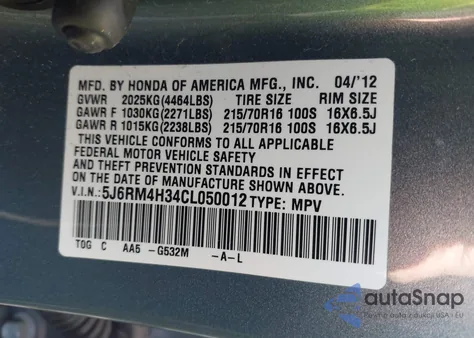 MFD. BY HONDA OF AMERICA MFG., INC. 04/'12
GVWR 2025KG(4464LBS) TIRE SIZE RIM SIZE
GAWR F 1030KG(2271LBS) 215/70R16 100S 16X6.5J
GAWR R 1015KG(2238LBS) 215/70R16 100S 16X6.5J
THIS VEHICLE CONFORMS TO ALL APPLICABLE
FEDERAL MOTOR VEHICLE SAFETY
AND THEFT PREVENTION STANDARDS IN EFFECT
ON THE DATE OF MANUFACTURE SHOWN ABOVE.
V.I.N.: 5J6RM4H34CL050012 TYPE: MPV
T0G C AA5 -G532M -A-L
autoSnap